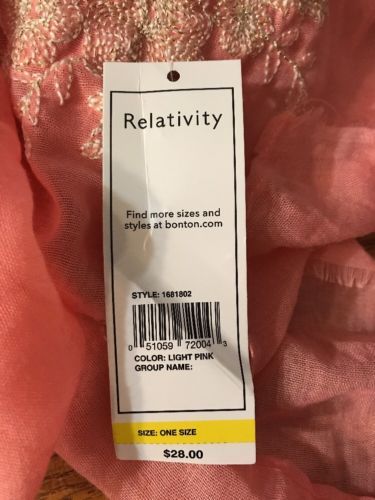 Relativity
Find more sizes and
styles at bonton.com
STYLE: 1681802
0 51059 72004 3
COLOR: LIGHT PINK
GROUP NAME:
SIZE: ONE SIZE
$28.00